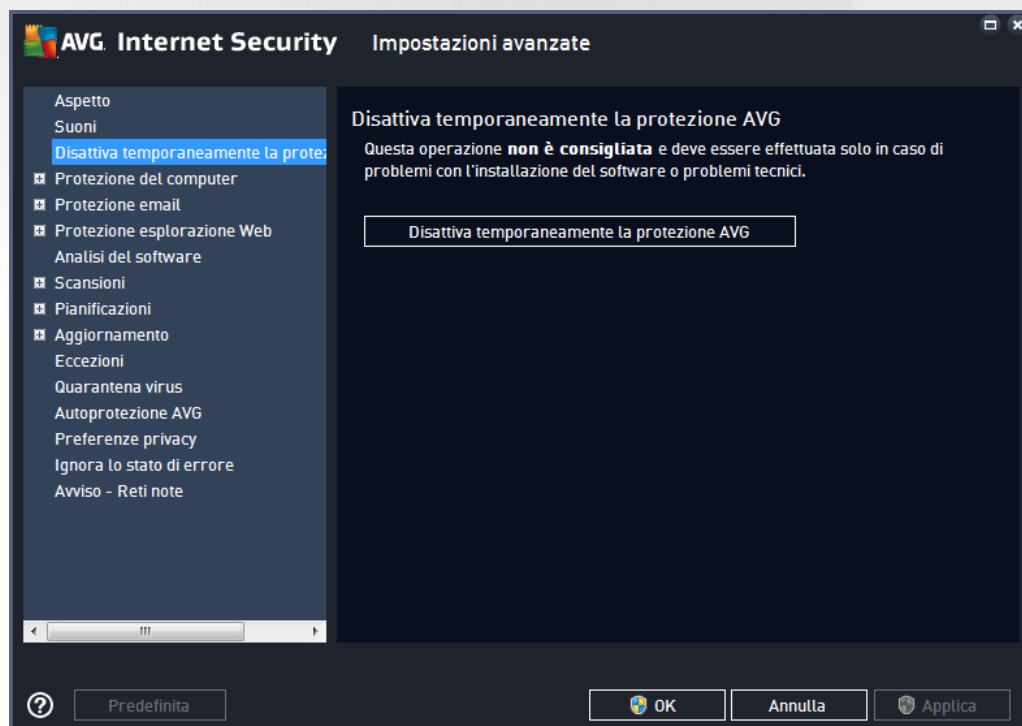 AVG. Internet Security
Impostazioni avanzate
Aspetto
Suoni
Disattiva temporaneamente la prote
Protezione del computer
Protezione email
Protezione esplorazione Web
Analisi del software
Scansioni
Pianificazioni
Aggiornamento
Eccezioni
Quarantena virus
Autoprotezione AVG
Preferenze privacy
Ignora lo stato di errore
Avviso - Reti note
Disattiva temporaneamente la protezione AVG
Questa operazione non è consigliata e deve essere effettuata solo in caso di
problemi con l'installazione del software o problemi tecnici.
Disattiva temporaneamente la protezione AVG
Predefinita
OK
Annulla
Applica